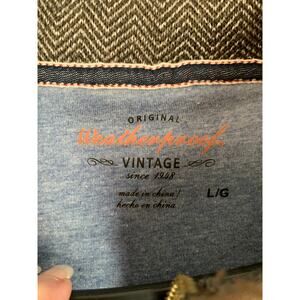 ORIGINAL
Weatherproof
VINTAGE
since 1948
made in china / L/G
hecho en china